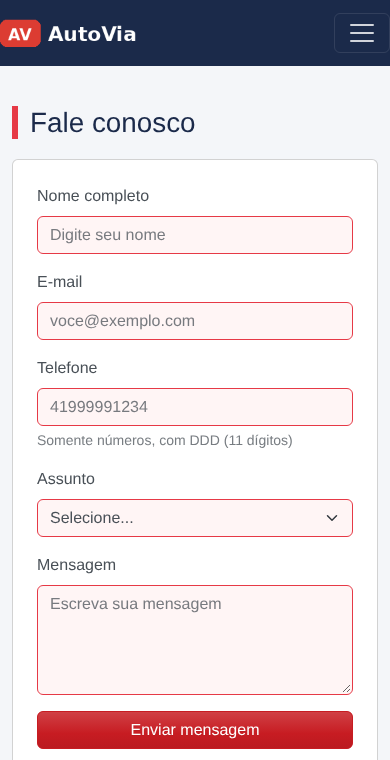 AV AutoVia
Fale conosco
Nome completo
Digite seu nome
E-mail
voce@exemplo.com
Telefone
41999991234
Somente números, com DDD (11 dígitos)
Assunto
Selecione...
Mensagem
Escreva sua mensagem
Enviar mensagem